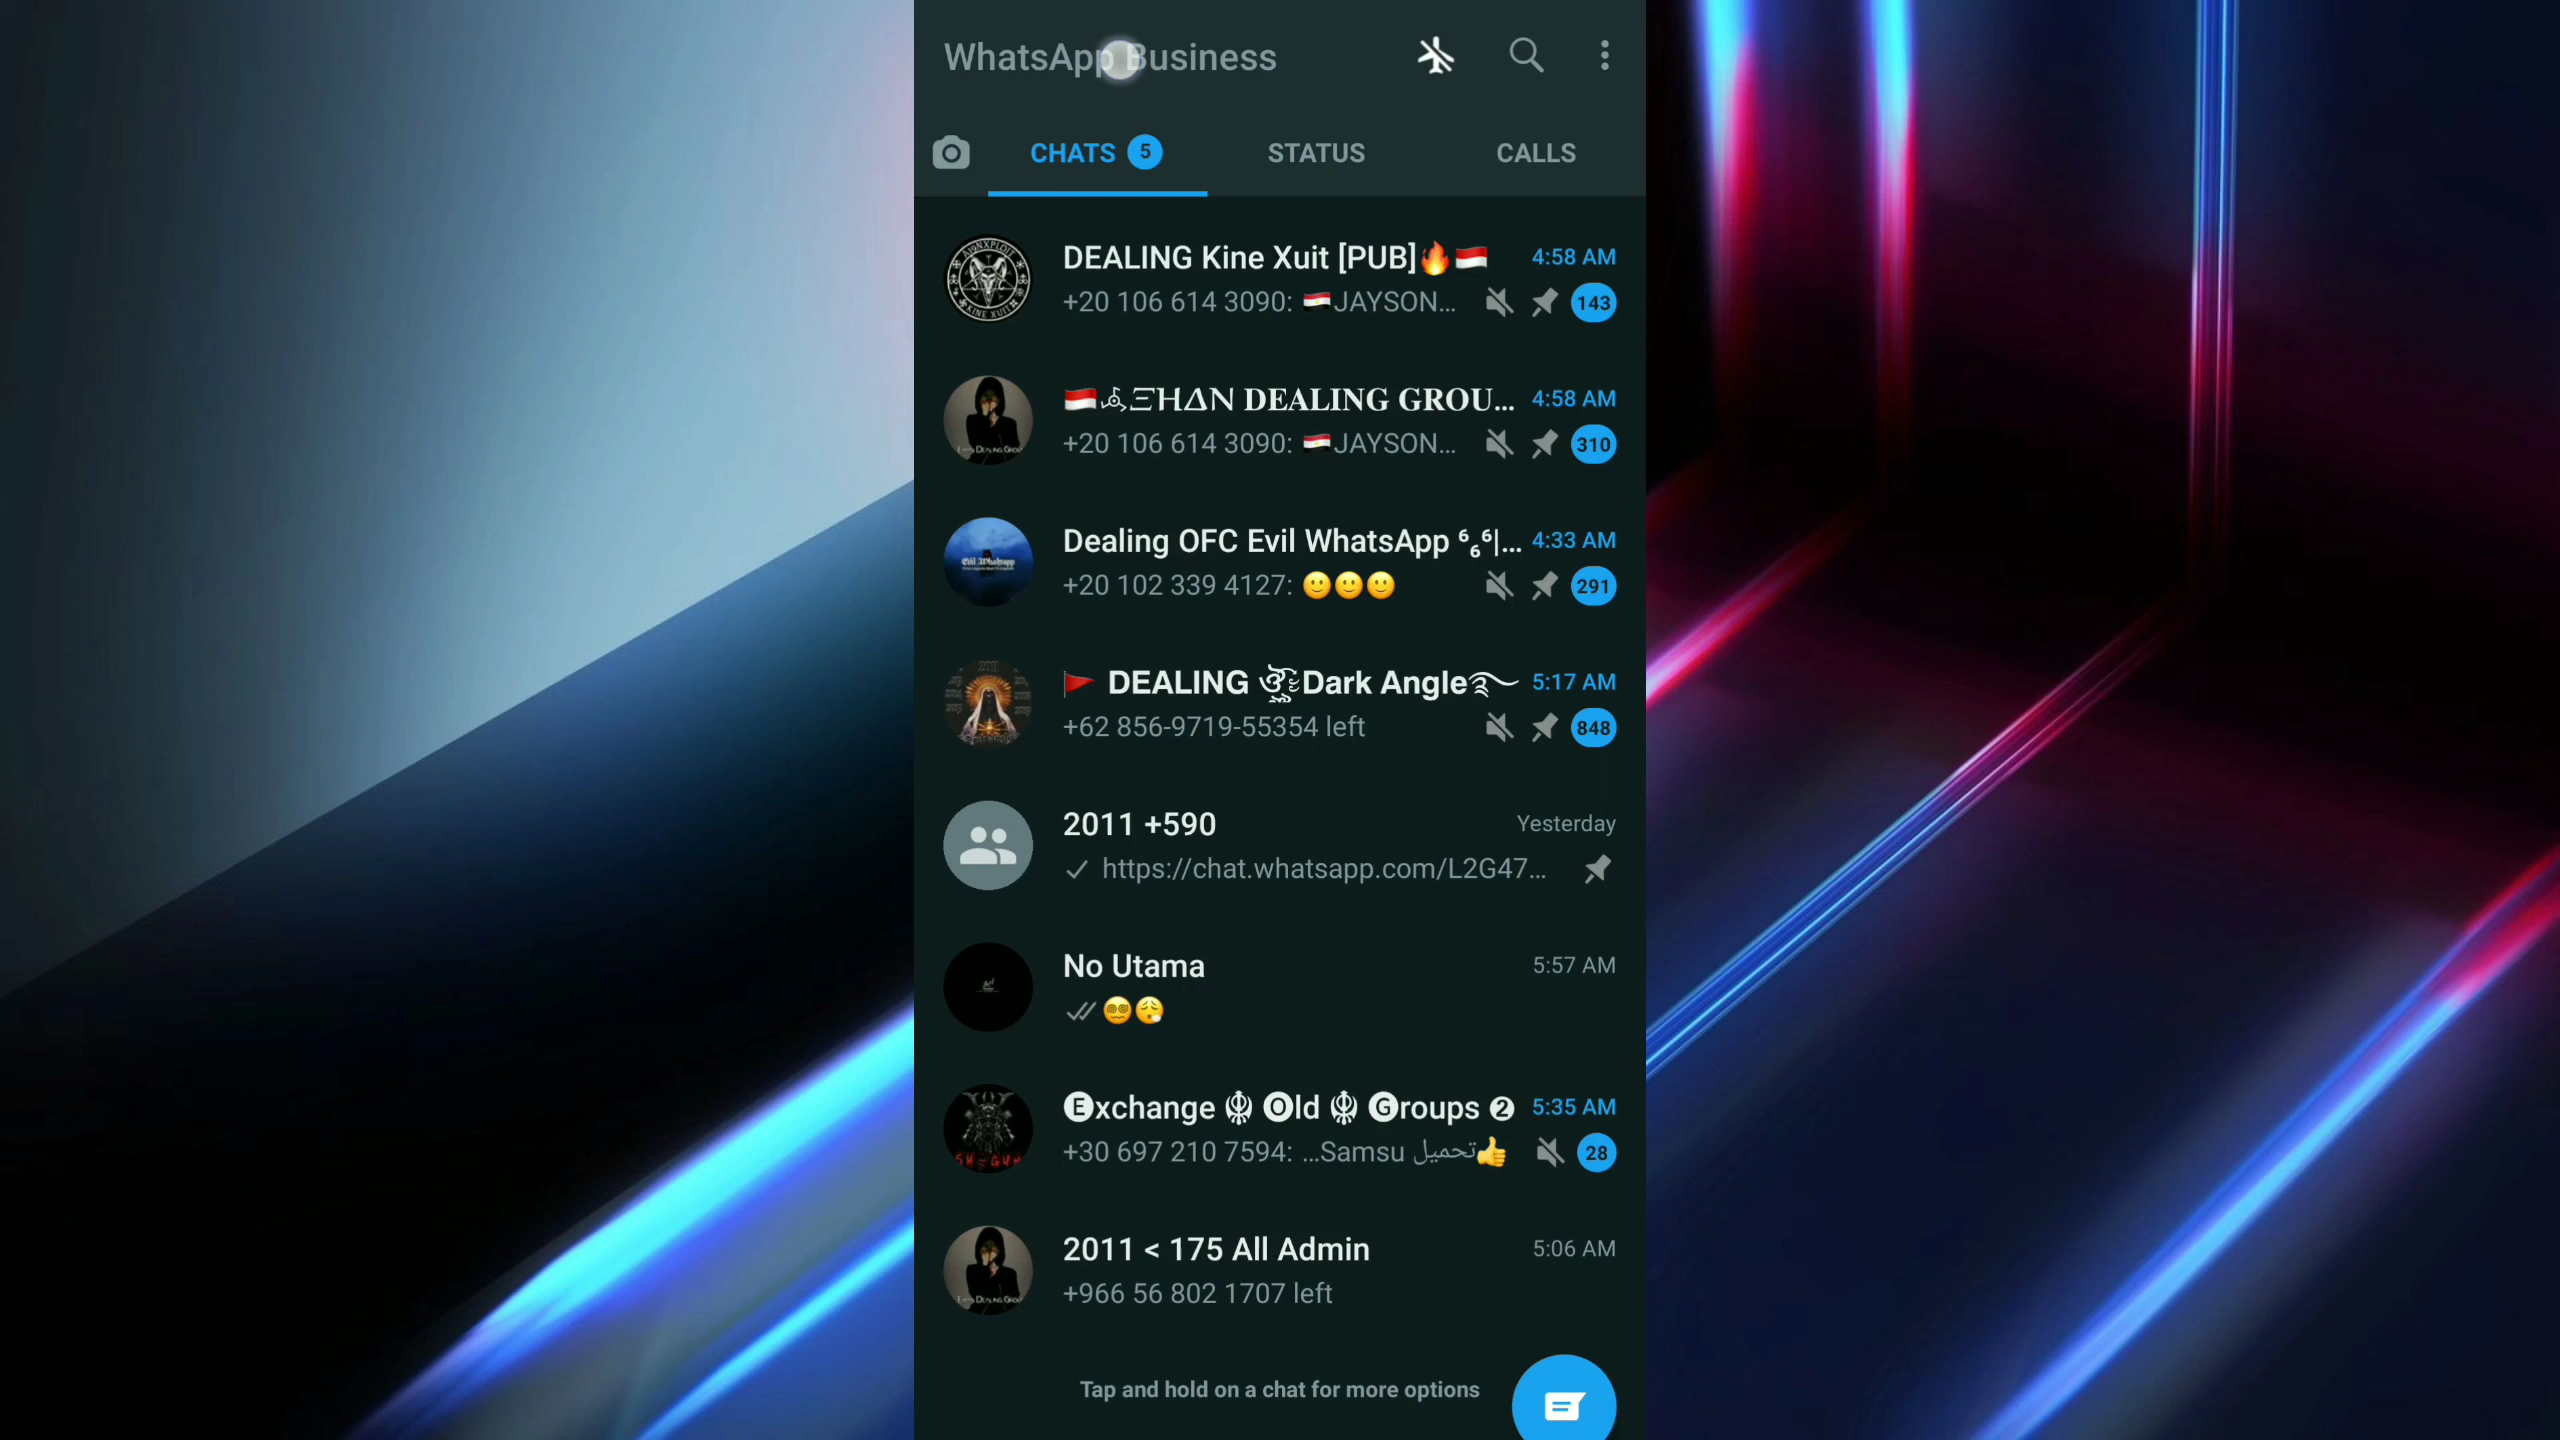 WhatsApp Business
CHATS 5
STATUS
CALLS
DEALING Kine Xuit [PUB]🔥🇮🇩 4:58 AM
+20 106 614 3090: 🇪🇬JAYSON... 143
DEALING GROU... 4:58 AM
+20 106 614 3090: 🇪🇬JAYSON... 310
Dealing OFC Evil WhatsApp ⁶₆⁶|... 4:33 AM
+20 102 339 4127: 🙂🙂🙂 291
🚩 DEALING Dark Angle 5:17 AM
+62 856-9719-55354 left 848
2011 +590 Yesterday
https://chat.whatsapp.com/L2G47...
No Utama 5:57 AM
😵‍💫😮‍💨
🅔xchange ☬ 🅞ld ☬ 🅖roups ❷ 5:35 AM
+30 697 210 7594: ...Samsu تحميل👍 28
2011 < 175 All Admin 5:06 AM
+966 56 802 1707 left
Tap and hold on a chat for more options